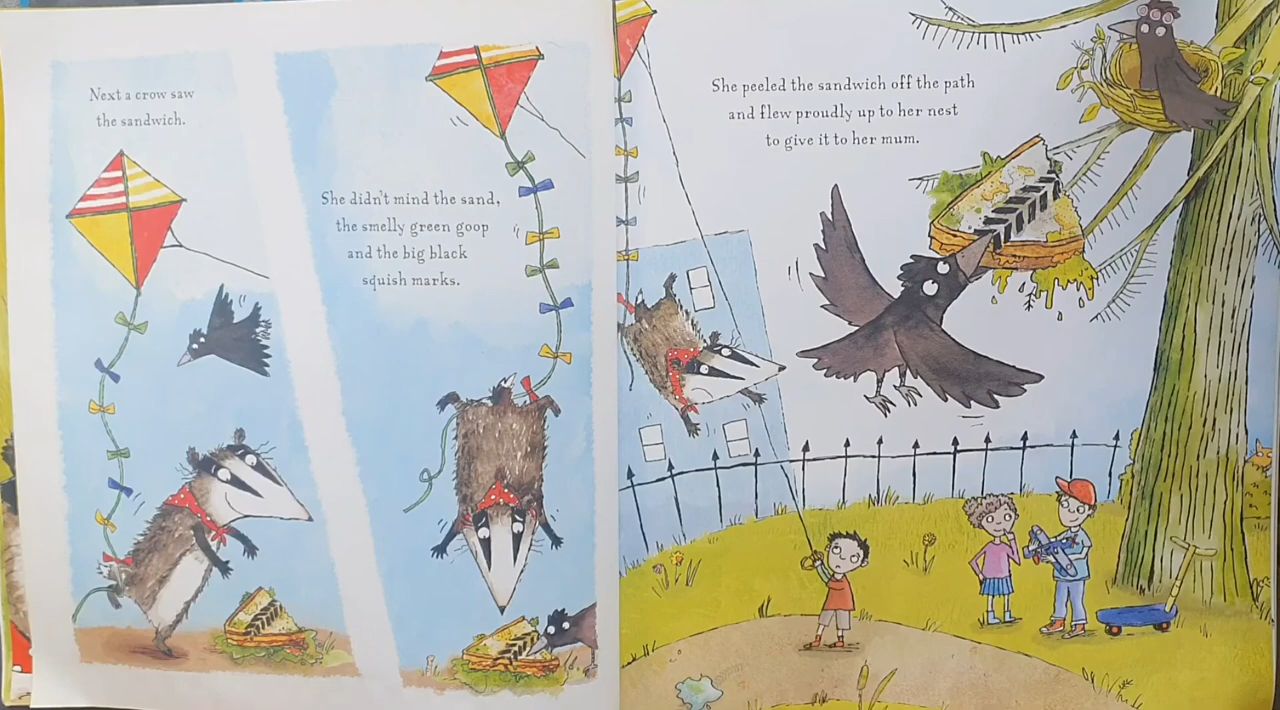 Next a crow saw
the sandwich.
She didn't mind the sand,
the smelly green goop
and the big black
squish marks.
She peeled the sandwich off the path
and flew proudly up to her nest
to give it to her mum.